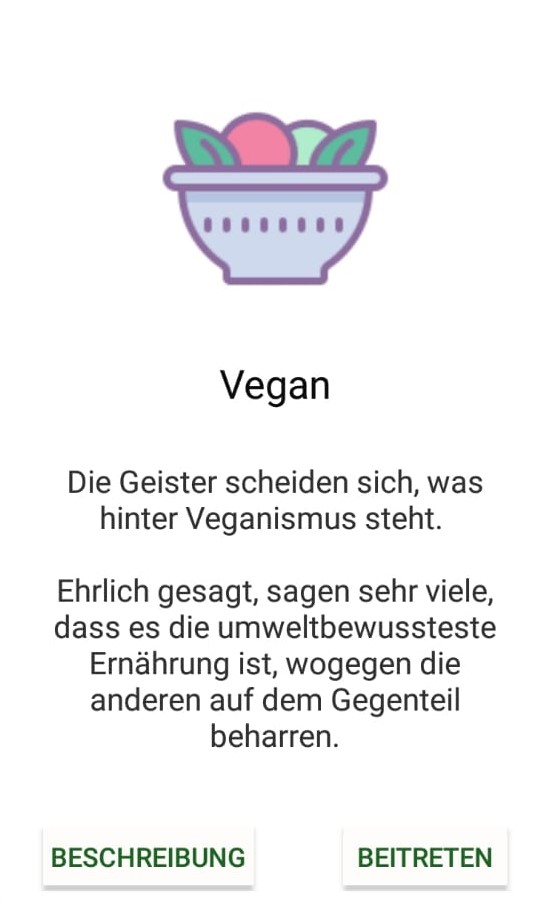 Vegan
Die Geister scheiden sich, was
hinter Veganismus steht.
Ehrlich gesagt, sagen sehr viele,
dass es die umweltbewussteste
Ernährung ist, wogegen die
anderen auf dem Gegenteil
beharren.
BESCHREIBUNG
BEITRETEN